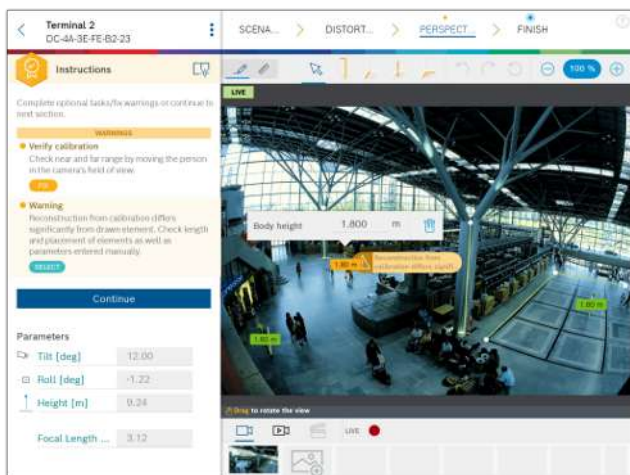 Terminal 2
DC-4A-3E-FE-B2-23
SCENA...
DISTORT...
PERSPECT...
FINISH
Instructions
100 %
Complete optional tasks/fix warnings or continue to
next section.
WARNINGS
Verify calibration
Check near and far range by moving the person
in the camera's field of view.
Warning
Reconstruction from calibration differs
significantly from drawn element. Check length
and placement of elements as well as
parameters entered manually.
SELECT
Continue
Parameters
Tilt [deg] 12.00
Roll [deg] -1.22
Height [m] 9.24
Focal Length ... 3.12
LIVE
Body height 1.800 m
1.80 m
Reconstruction from
calibration differs signifi...
1.80 m
1.80 m
Drag to rotate the view
LIVE